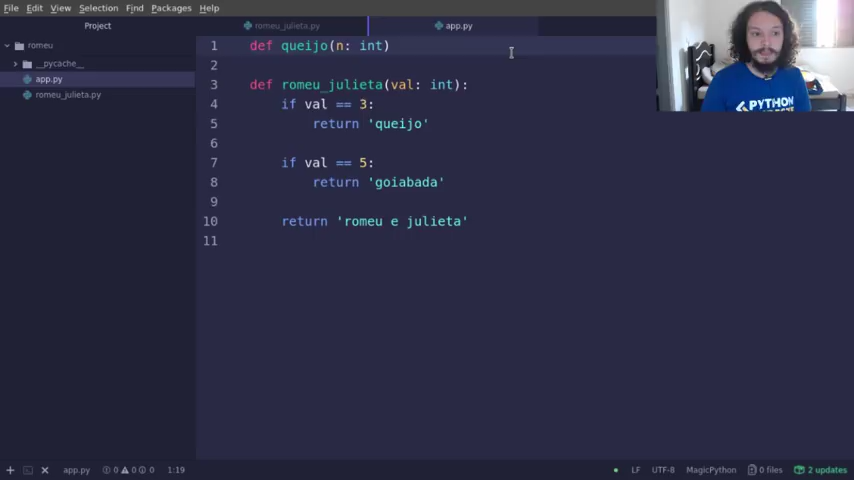 File Edit View Selection Find Packages Help
Project
romeu_julieta.py
app.py
romeu
__pycache__
app.py
romeu_julieta.py
1 def queijo(n: int)
2
3 def romeu_julieta(val: int):
4 if val == 3:
5 return 'queijo'
6
7 if val == 5:
8 return 'goiabada'
9
10 return 'romeu e julieta'
11
PYTHON
app.py 0 0 0 1:19
LF UTF-8 MagicPython 0 files 2 updates